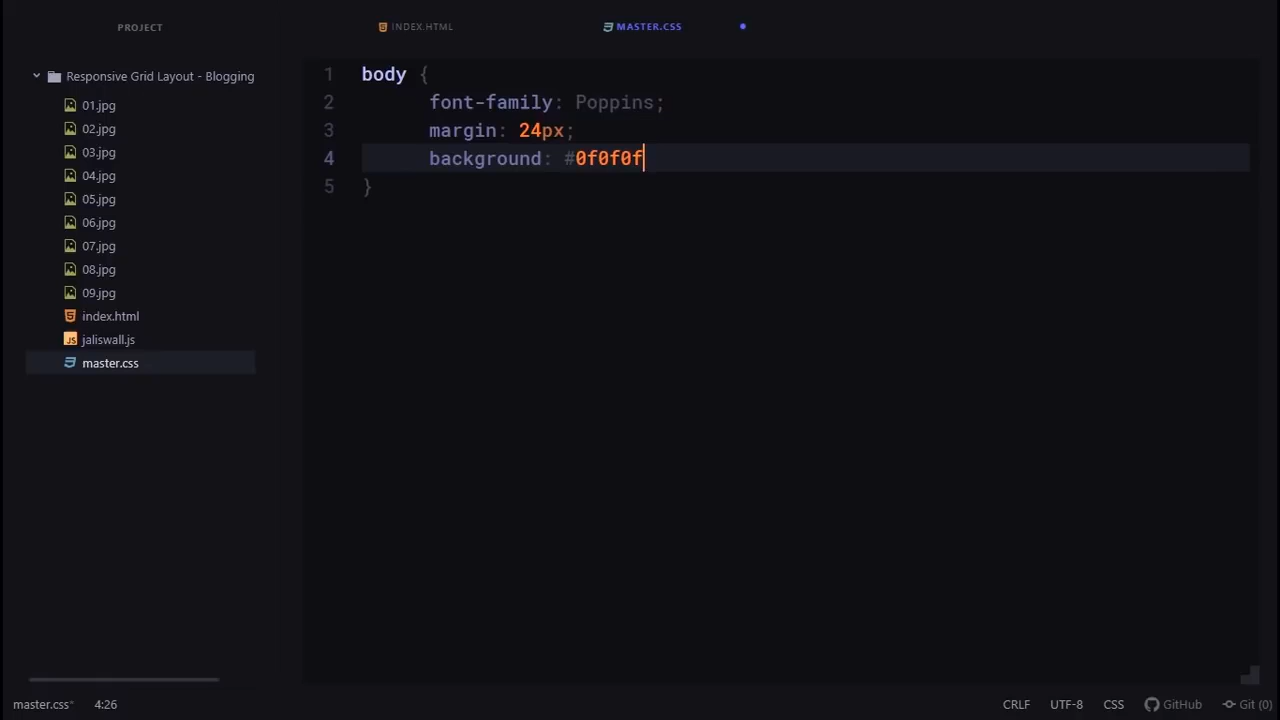 PROJECT
INDEX.HTML
MASTER.CSS
Responsive Grid Layout - Blogging
01.jpg
02.jpg
03.jpg
04.jpg
05.jpg
06.jpg
07.jpg
08.jpg
09.jpg
index.html
JS jaliswall.js
master.css
1 body {
2 font-family: Poppins;
3 margin: 24px;
4 background: #0f0f0f
5 }
master.css* 4:26
CRLF UTF-8 CSS GitHub Git (0)